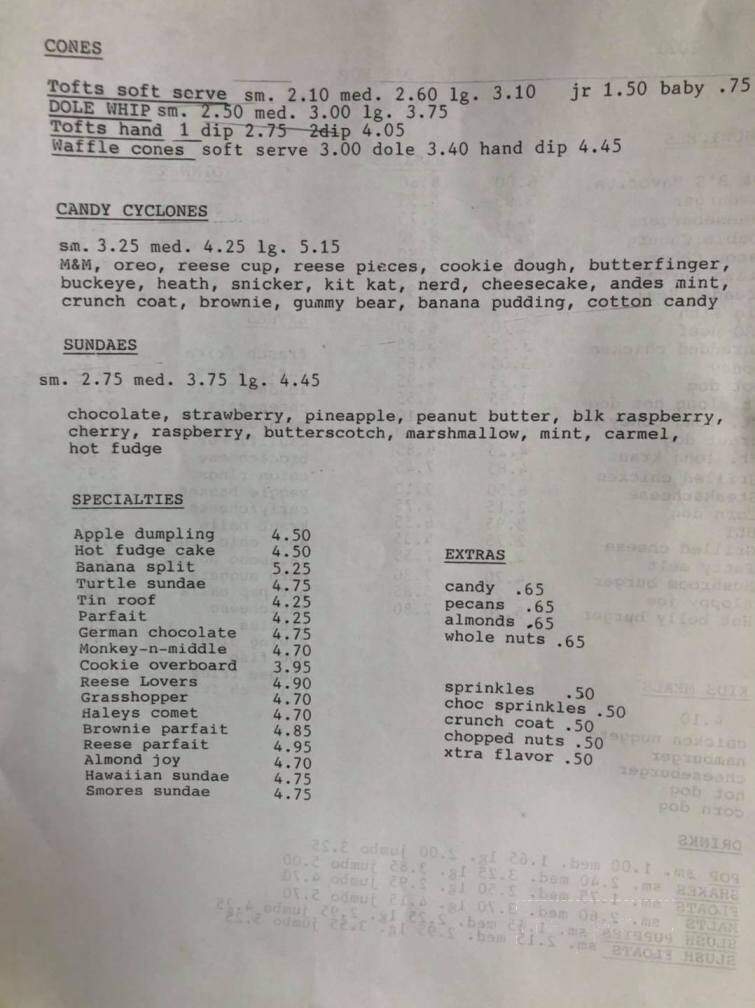 CONES
Tofts soft serve sm. 2.10 med. 2.60 lg. 3.10 jr 1.50 baby .75
DOLE WHIP sm. 2.50 med. 3.00 lg. 3.75
Tofts hand 1 dip 2.75 2dip 4.05
Waffle cones soft serve 3.00 dole 3.40 hand dip 4.45
CANDY CYCLONES
sm. 3.25 med. 4.25 lg. 5.15
M&M, oreo, reese cup, reese pieces, cookie dough, butterfinger,
buckeye, heath, snicker, kit kat, nerd, cheesecake, andes mint,
crunch coat, brownie, gummy bear, banana pudding, cotton candy
SUNDAES
sm. 2.75 med. 3.75 lg. 4.45
chocolate, strawberry, pineapple, peanut butter, blk raspberry,
cherry, raspberry, butterscotch, marshmallow, mint, carmel,
hot fudge
SPECIALTIES
Apple dumpling 4.50
Hot fudge cake 4.50
Banana split 5.25
Turtle sundae 4.75
Tin roof 4.25
Parfait 4.25
German chocolate 4.75
Monkey-n-middle 4.70
Cookie overboard 3.95
Reese Lovers 4.90
Grasshopper 4.70
Haleys comet 4.70
Brownie parfait 4.85
Reese parfait 4.95
Almond joy 4.70
Hawaiian sundae 4.75
Smores sundae 4.75
EXTRAS
candy .65
pecans .65
almonds .65
whole nuts .65
sprinkles .50
choc sprinkles .50
crunch coat .50
chopped nuts .50
xtra flavor .50